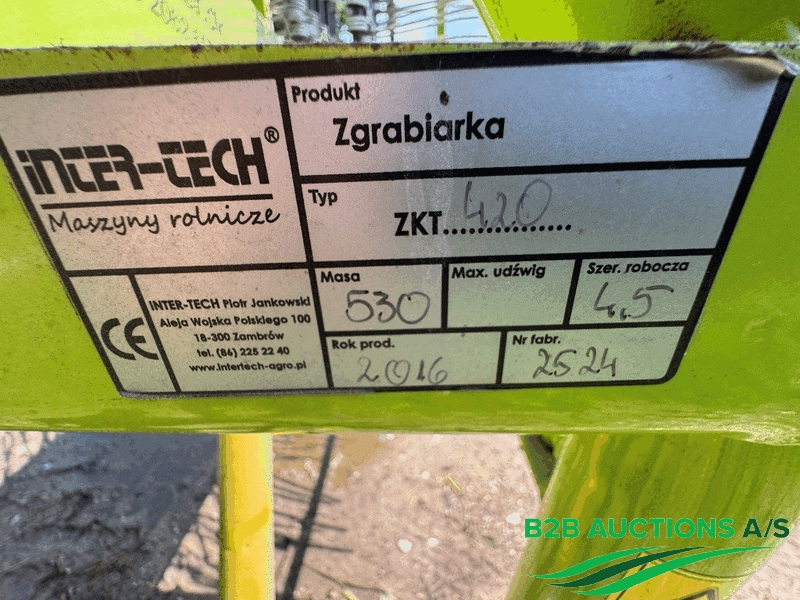 INTER-TECH®
Maszyny rolnicze
Produkt
Zgrabiarka
Typ
ZKT 420
Masa
530
Max. udźwig
Szer. robocza
4,5
CE
INTER-TECH Piotr Jankowski
Aleja Wojska Polskiego 100
18-300 Zambrów
tel. (86) 225 22 40
www.intertech-agro.pl
Rok prod.
2016
Nr fabr.
2524
B2B AUCTIONS A/S